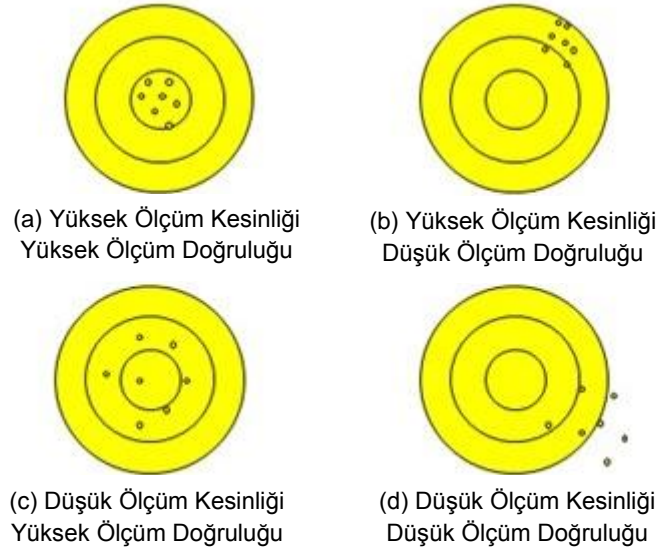 (a) Yüksek Ölçüm Kesinliği
Yüksek Ölçüm Doğruluğu
(b) Yüksek Ölçüm Kesinliği
Düşük Ölçüm Doğruluğu
(c) Düşük Ölçüm Kesinliği
Yüksek Ölçüm Doğruluğu
(d) Düşük Ölçüm Kesinliği
Düşük Ölçüm Doğruluğu